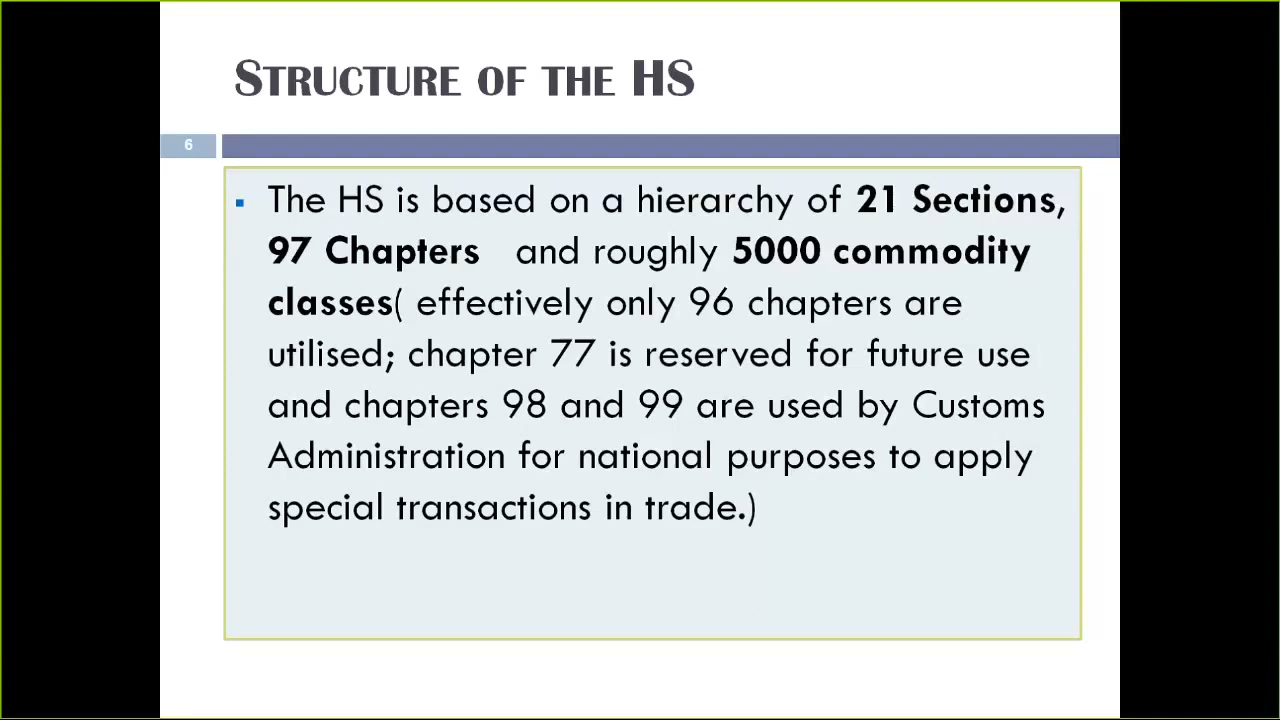 STRUCTURE OF THE HS
6
▪ The HS is based on a hierarchy of 21 Sections,
97 Chapters and roughly 5000 commodity
classes( effectively only 96 chapters are
utilised; chapter 77 is reserved for future use
and chapters 98 and 99 are used by Customs
Administration for national purposes to apply
special transactions in trade.)